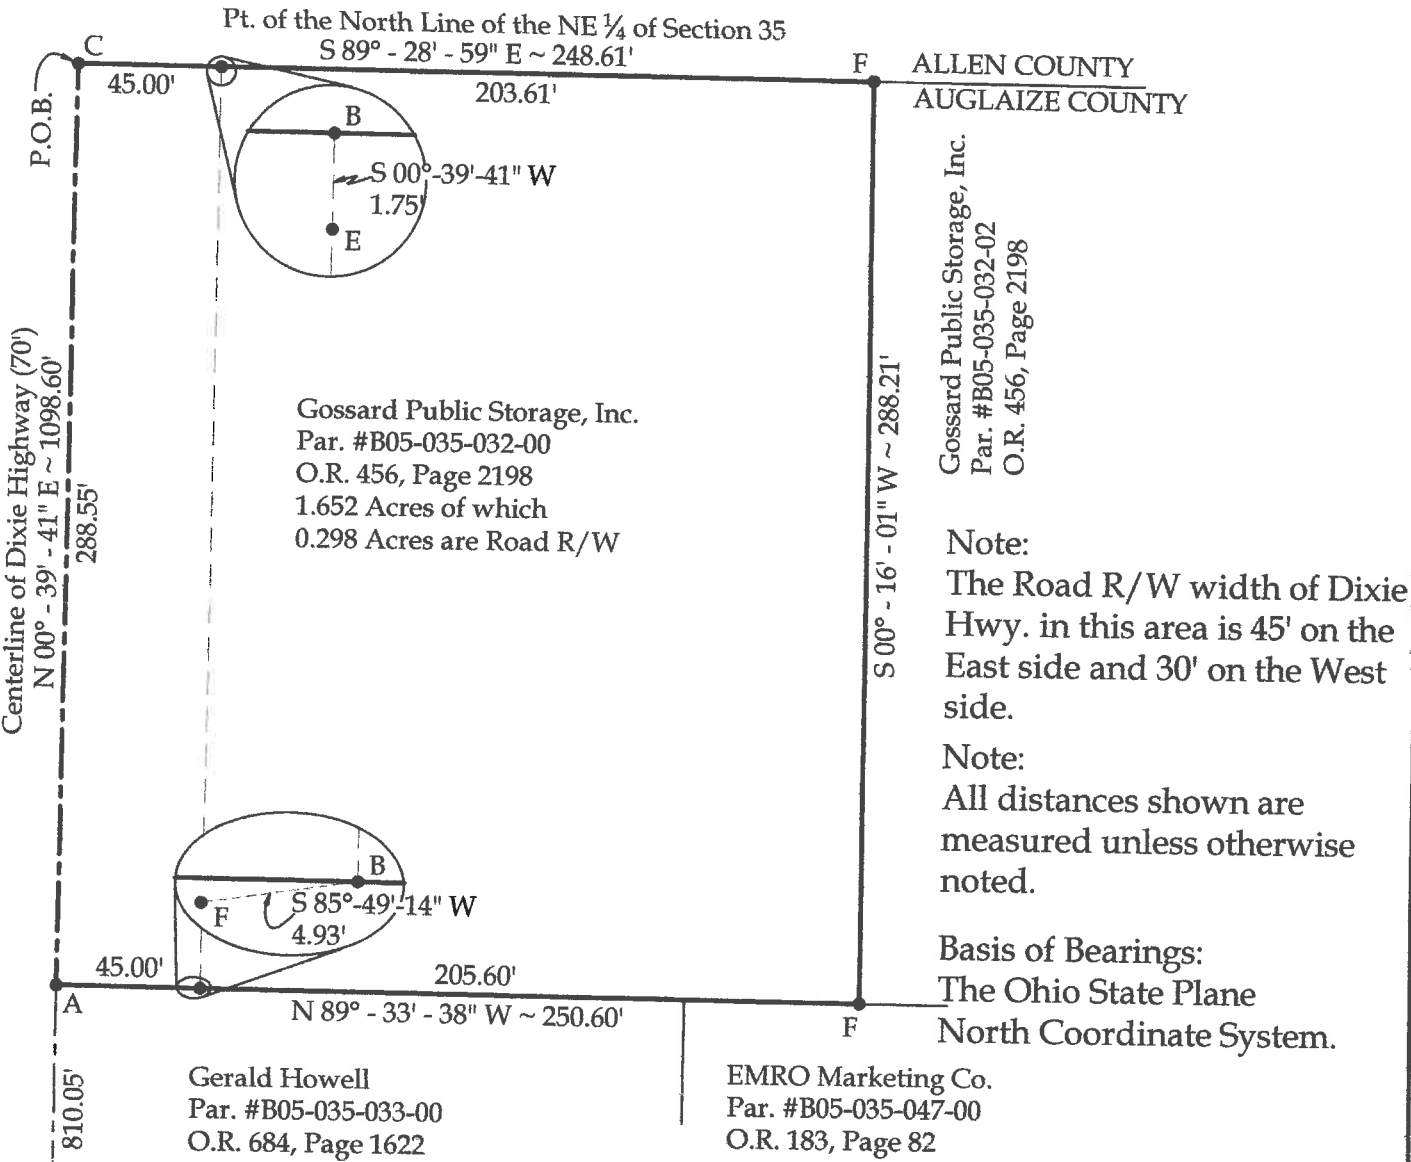 Pt. of the North Line of the NE ¼ of Section 35
S 89° - 28' - 59" E ~ 248.61'
C
F
ALLEN COUNTY
AUGLAIZE COUNTY
45.00'
203.61'
P.O.B.
B
S 00°-39'-41" W
1.75'
E
Gossard Public Storage, Inc.
Par. #B05-035-032-02
O.R. 456, Page 2198
Centerline of Dixie Highway (70')
N 00° - 39' - 41" E ~ 1098.60'
288.55'
Gossard Public Storage, Inc.
Par. #B05-035-032-00
O.R. 456, Page 2198
1.652 Acres of which
0.298 Acres are Road R/W
S 00° - 16' - 01" W ~ 288.21'
Note:
The Road R/W width of Dixie
Hwy. in this area is 45' on the
East side and 30' on the West
side.
Note:
All distances shown are
measured unless otherwise
noted.
B
F
S 85°-49'-14" W
4.93'
45.00'
205.60'
A
N 89° - 33' - 38" W ~ 250.60'
F
Basis of Bearings:
The Ohio State Plane
North Coordinate System.
810.05'
Gerald Howell
Par. #B05-035-033-00
O.R. 684, Page 1622
EMRO Marketing Co.
Par. #B05-035-047-00
O.R. 183, Page 82